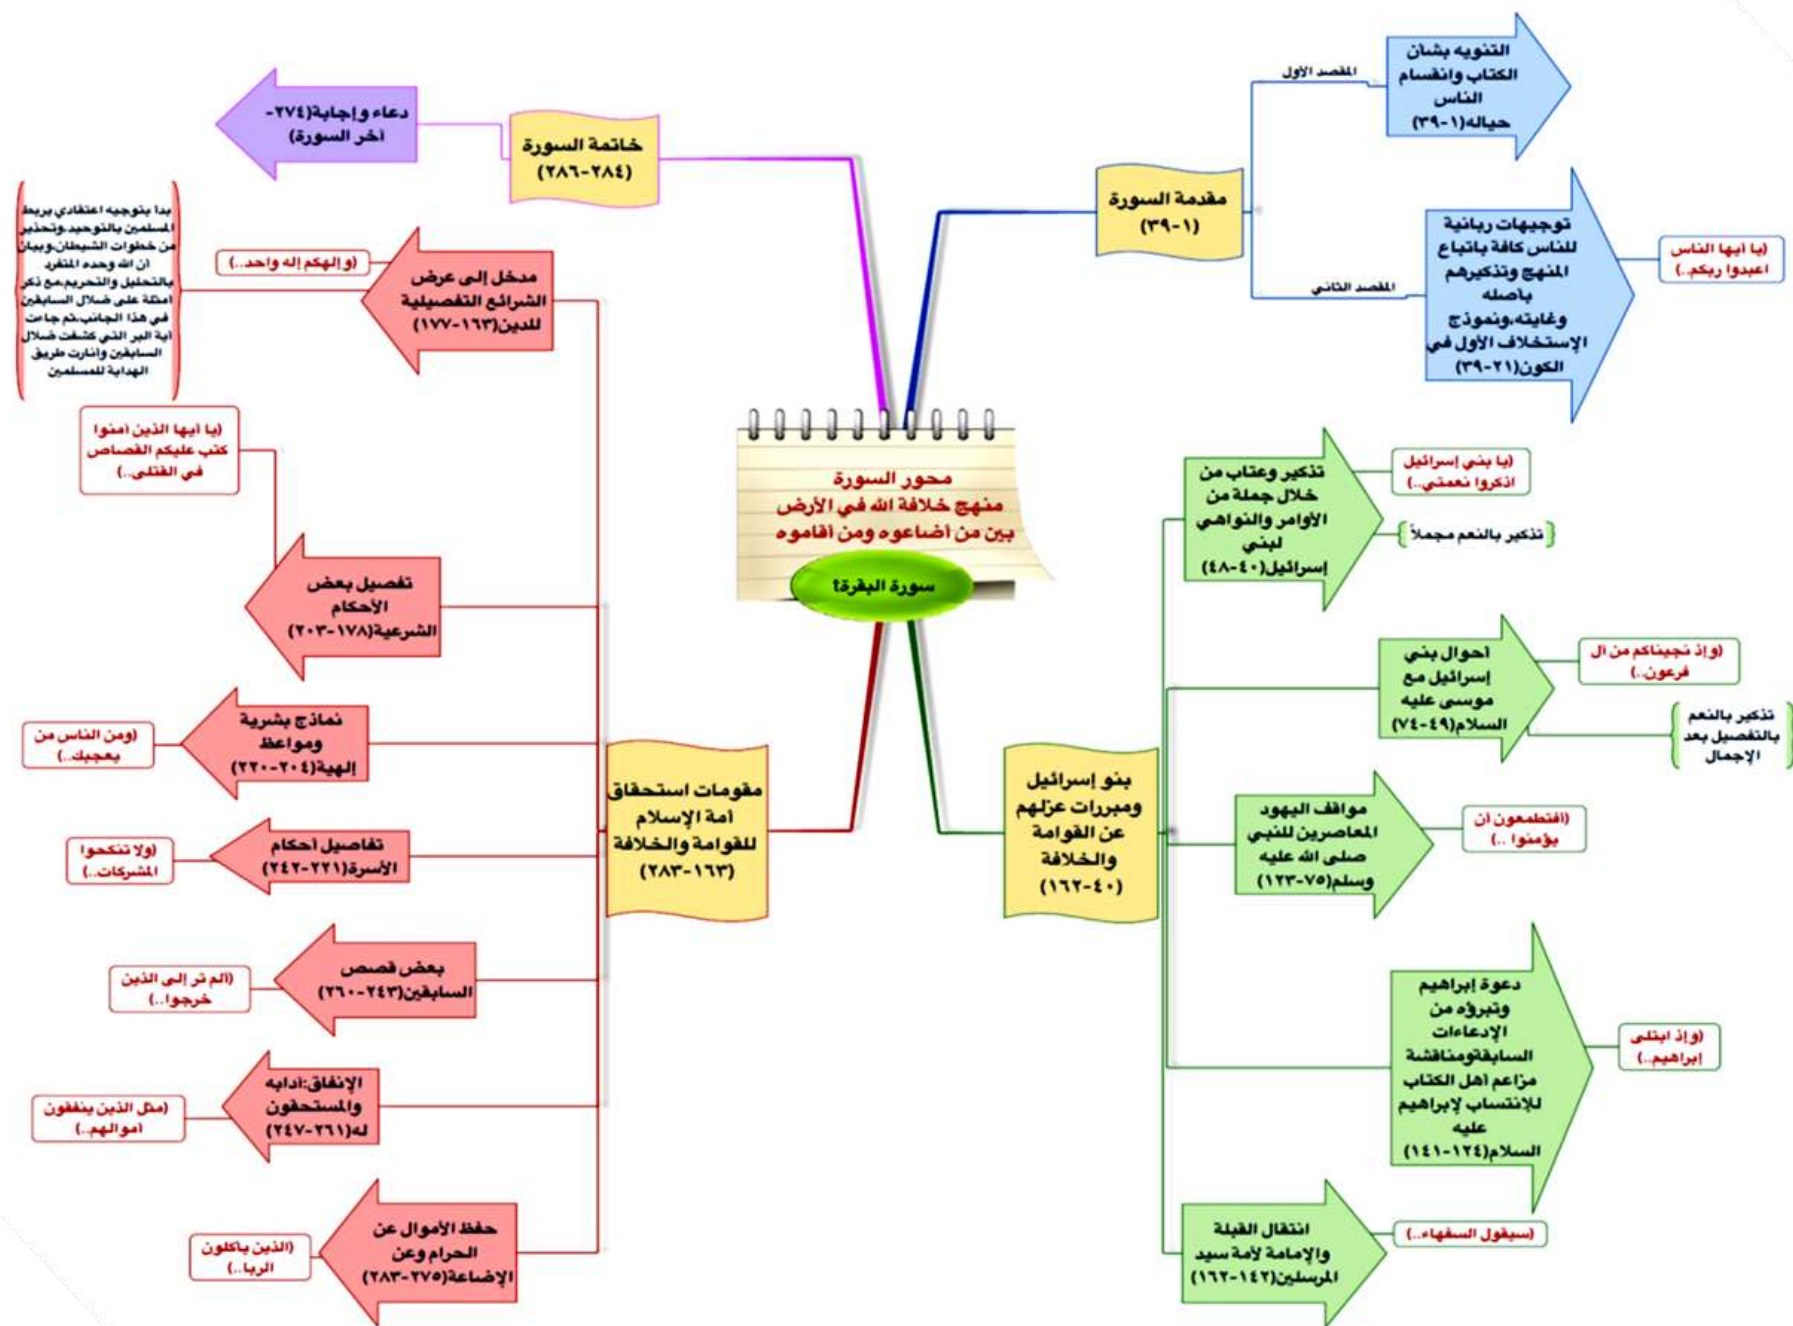 محور السورة
منهج خلافة الله في الأرض
بين من أضاعوه ومن أقاموه
سورة البقرة٢
مقدمة السورة
(١-٣٩)
المقصد الأول
التنويه بشأن
الكتاب وانقسام
الناس
حياله(١-٣٩)
المقصد الثاني
توجيهات ربانية
للناس كافة باتباع
المنهج وتذكيرهم
بأصله
وغايته،ونموذج
الإستخلاف الأول في
الكون(٢١-٣٩)
(يا أيها الناس
اعبدوا ربكم..)
بنو إسرائيل
ومبررات عزلهم
عن القوامة
والخلافة
(٤٠-١٦٢)
تذكير وعتاب من
خلال جملة من
الأوامر والنواهي
لبني
إسرائيل(٤٠-٤٨)
(يا بني إسرائيل
اذكروا نعمتي..)
تذكير بالنعم مجملاً
أحوال بني
إسرائيل مع
موسى عليه
السلام(٤٩-٧٤)
(وإذ نجيناكم من آل
فرعون..)
تذكير بالنعم
بالتفصيل بعد
الإجمال
مواقف اليهود
المعاصرين للنبي
صلى الله عليه
وسلم(٧٥-١٢٣)
(أفتطمعون أن
يؤمنوا ..)
دعوة إبراهيم
وتبرؤه من
الإدعاءات
السابقةومناقشة
مزاعم أهل الكتاب
للإنتساب لإبراهيم
عليه
السلام(١٢٤-١٤١)
(وإذ ابتلى
إبراهيم..)
انتقال القبلة
والإمامة لأمة سيد
المرسلين(١٤٢-١٦٢)
(سيقول السفهاء..)
مقومات استحقاق
أمة الإسلام
للقوامة والخلافة
(١٦٣-٢٨٣)
مدخل إلى عرض
الشرائع التفصيلية
للدين(١٦٣-١٧٧)
(وإلهكم إله واحد..)
بدأ بتوجيه اعتقادي يربط
المسلمين بالتوحيد،وتحذير
من خطوات الشيطان،وبيان
أن الله وحده المتفرد
بالتحليل والتحريم،مع ذكر
أمثلة على ضلال السابقين
في هذا الجانب،ثم جاءت
آية البر التي كشفت ضلال
السابقين وأنارت طريق
الهداية للمسلمين
تفصيل بعض
الأحكام
الشرعية(١٧٨-٢٠٣)
(يا أيها الذين آمنوا
كتب عليكم القصاص
في القتلى..)
نماذج بشرية
ومواعظ
إلهية(٢٠٤-٢٢٠)
(ومن الناس من
يعجبك..)
تفاصيل أحكام
الأسرة(٢٢١-٢٤٢)
(ولا تنكحوا
المشركات..)
بعض قصص
السابقين(٢٤٣-٢٦٠)
(ألم تر إلى الذين
خرجوا..)
الإنفاق:آدابه
والمستحقون
له(٢٦١-٢٤٧)
(مثل الذين ينفقون
أموالهم..)
حفظ الأموال عن
الحرام وعن
الإضاعة(٢٧٥-٢٨٣)
(الذين يأكلون
الربا..)
خاتمة السورة
(٢٨٤-٢٨٦)
دعاء وإجابة(٢٧٤-
آخر السورة)